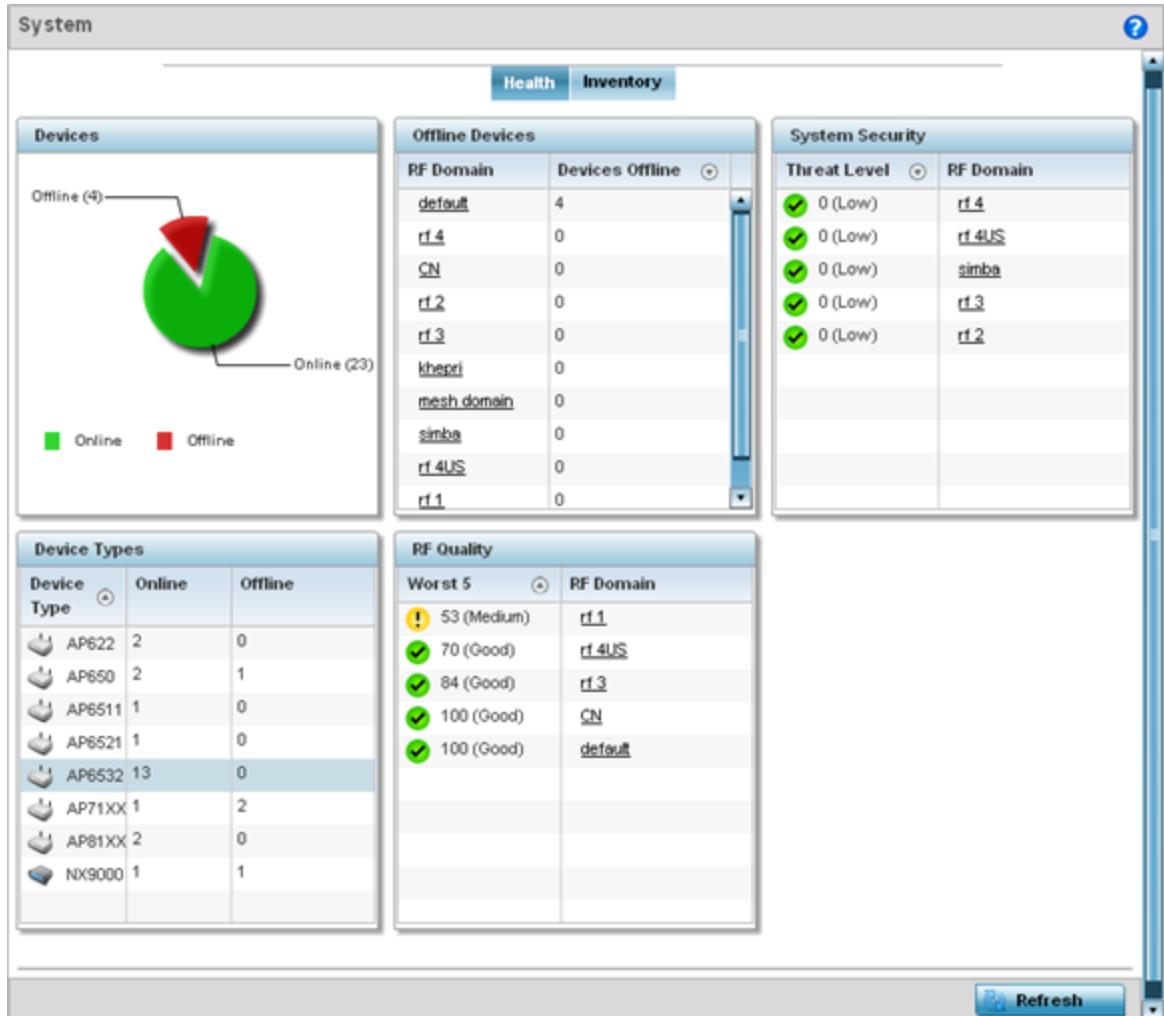 System
Health Inventory
Devices
Offline (4)
Online (23)
Online Offline
Offline Devices
RF Domain Devices Offline
default 4
rf 4 0
CN 0
rf 2 0
rf 3 0
khepri 0
mesh domain 0
simba 0
rf 4US 0
rf 1 0
System Security
Threat Level RF Domain
0 (Low) rf 4
0 (Low) rf 4US
0 (Low) simba
0 (Low) rf 3
0 (Low) rf 2
Device Types
Device Type Online Offline
AP622 2 0
AP650 2 1
AP6511 1 0
AP6521 1 0
AP6532 13 0
AP71XX 1 2
AP81XX 2 0
NX9000 1 1
RF Quality
Worst 5 RF Domain
53 (Medium) rf 1
70 (Good) rf 4US
84 (Good) rf 3
100 (Good) CN
100 (Good) default
Refresh